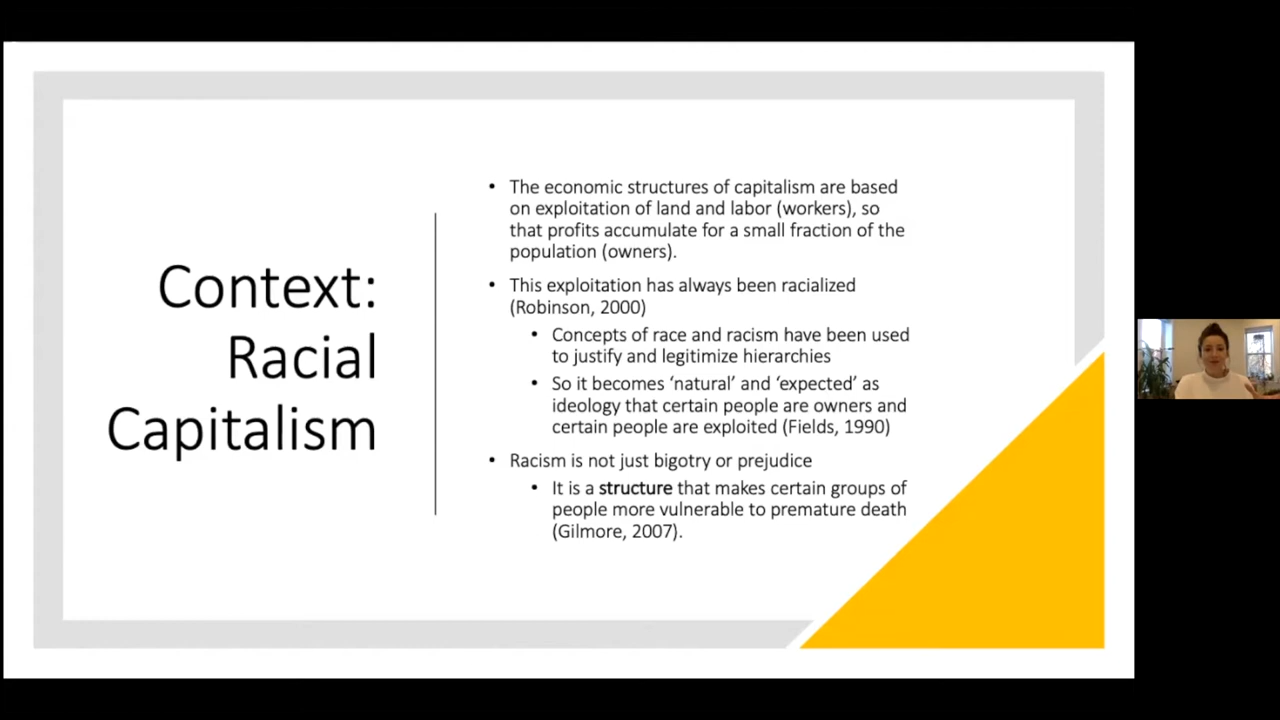 Context:
Racial
Capitalism
• The economic structures of capitalism are based
on exploitation of land and labor (workers), so
that profits accumulate for a small fraction of the
population (owners).
• This exploitation has always been racialized
(Robinson, 2000)
• Concepts of race and racism have been used
to justify and legitimize hierarchies
• So it becomes ‘natural’ and ‘expected’ as
ideology that certain people are owners and
certain people are exploited (Fields, 1990)
• Racism is not just bigotry or prejudice
• It is a structure that makes certain groups of
people more vulnerable to premature death
(Gilmore, 2007).